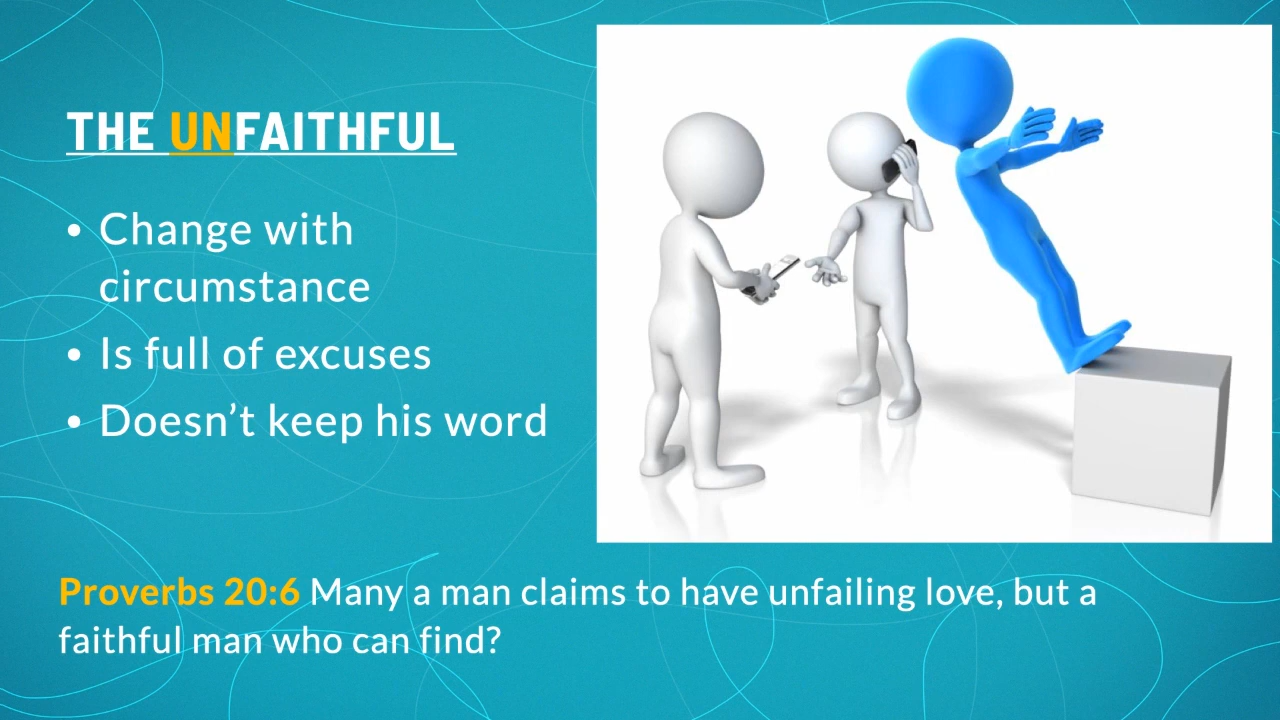 THE UNFAITHFUL
• Change with
circumstance
• Is full of excuses
• Doesn’t keep his word
Proverbs 20:6 Many a man claims to have unfailing love, but a
faithful man who can find?